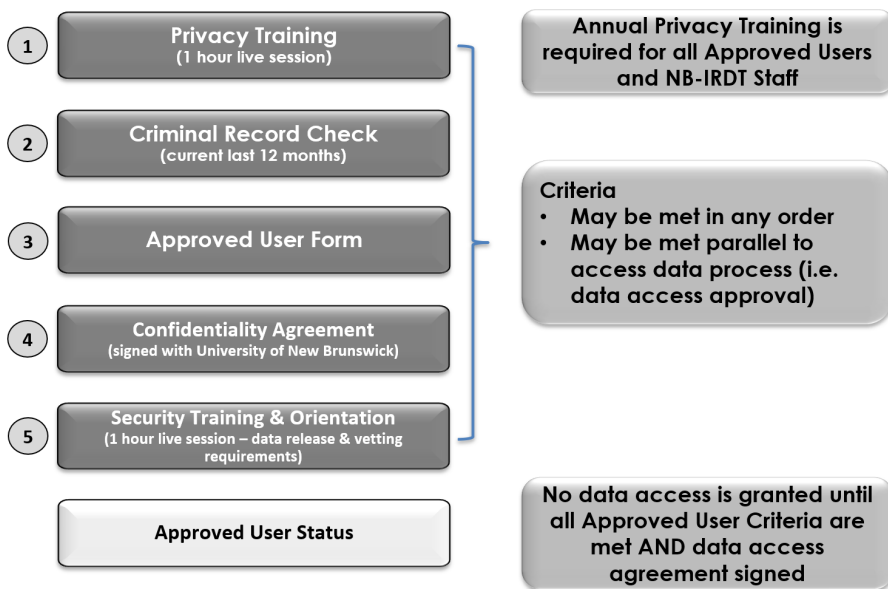 1
Privacy Training
(1 hour live session)
2
Criminal Record Check
(current last 12 months)
3
Approved User Form
4
Confidentiality Agreement
(signed with University of New Brunswick)
5
Security Training & Orientation
(1 hour live session – data release & vetting
requirements)
Approved User Status
Annual Privacy Training is
required for all Approved Users
and NB-IRDT Staff
Criteria
• May be met in any order
• May be met parallel to
access data process (i.e.
data access approval)
No data access is granted until
all Approved User Criteria are
met AND data access
agreement signed